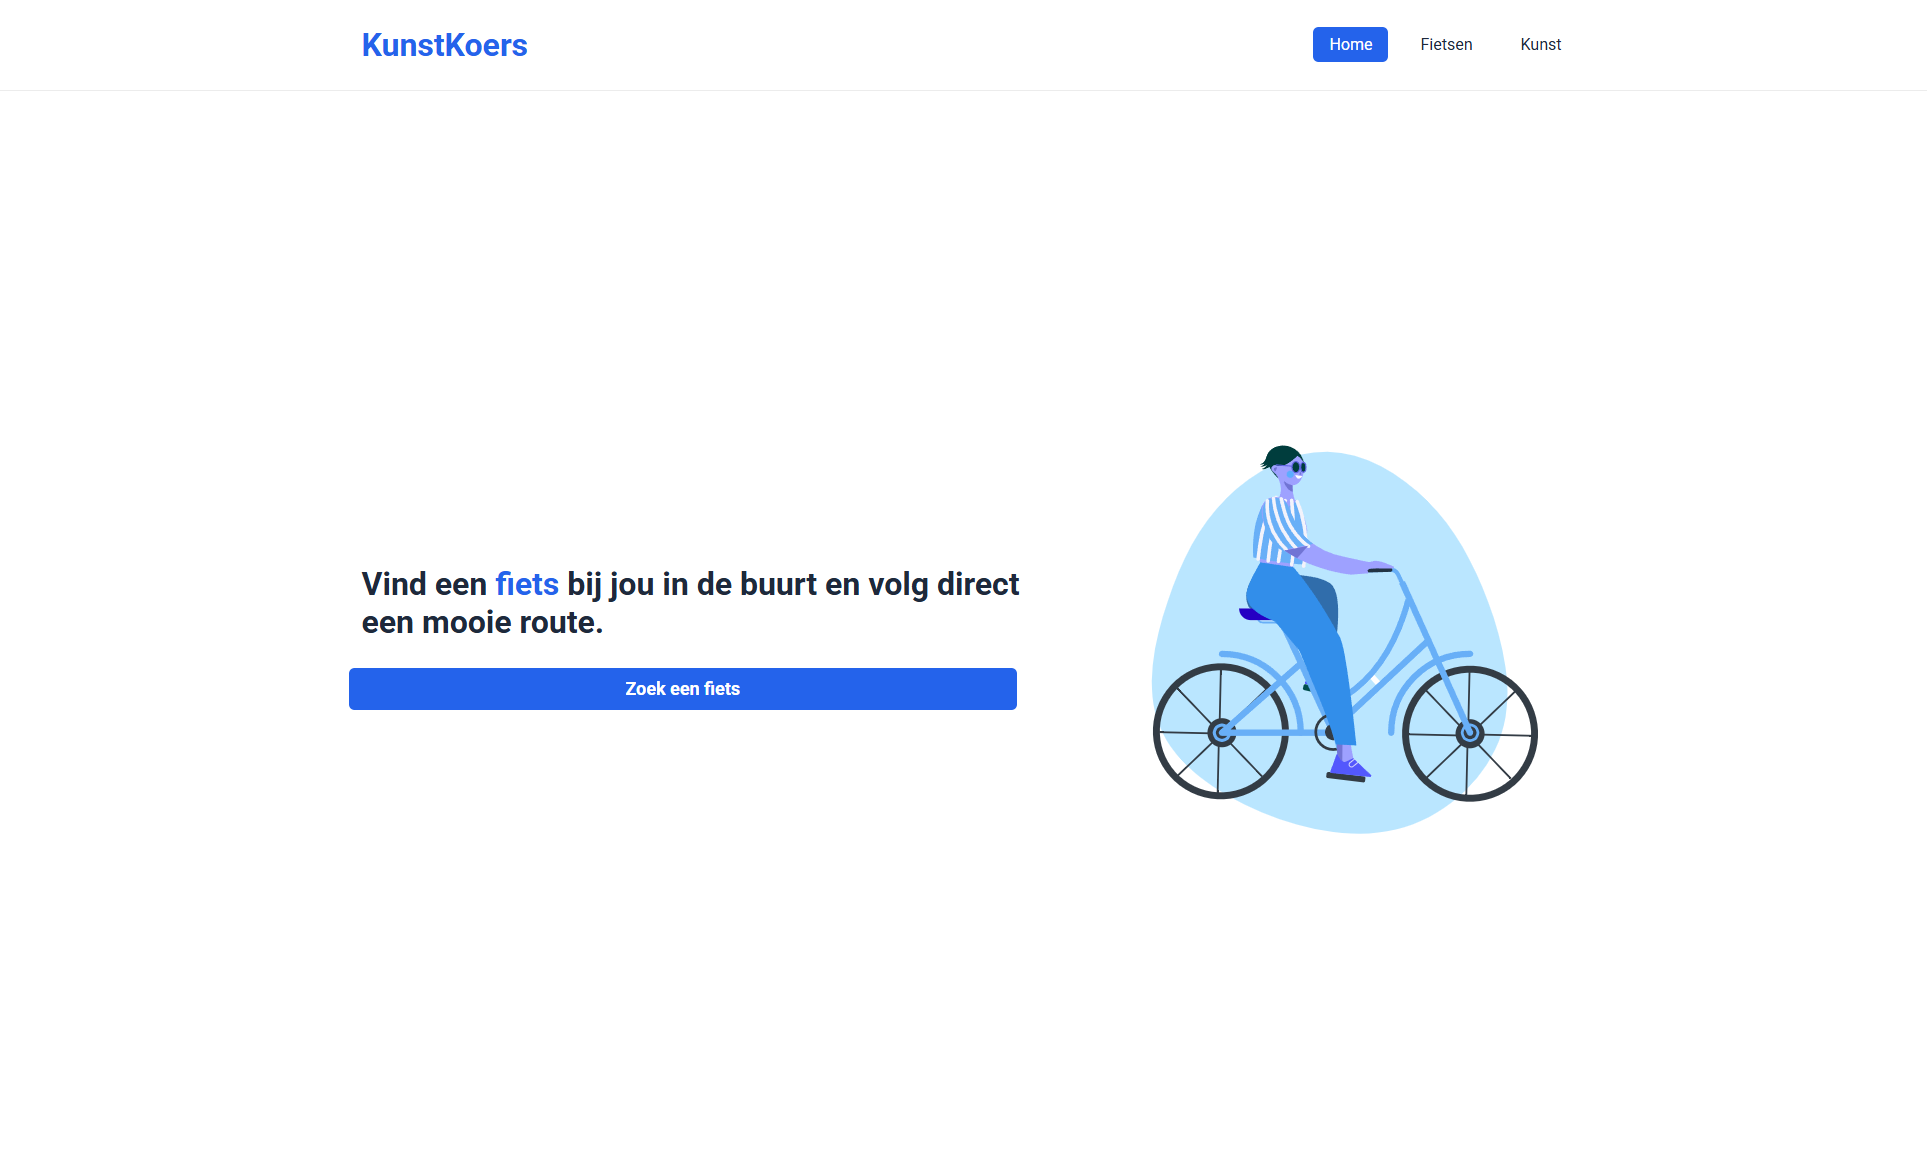 KunstKoers
Home Fietsen Kunst
Vind een fiets bij jou in de buurt en volg direct
een mooie route.
Zoek een fiets